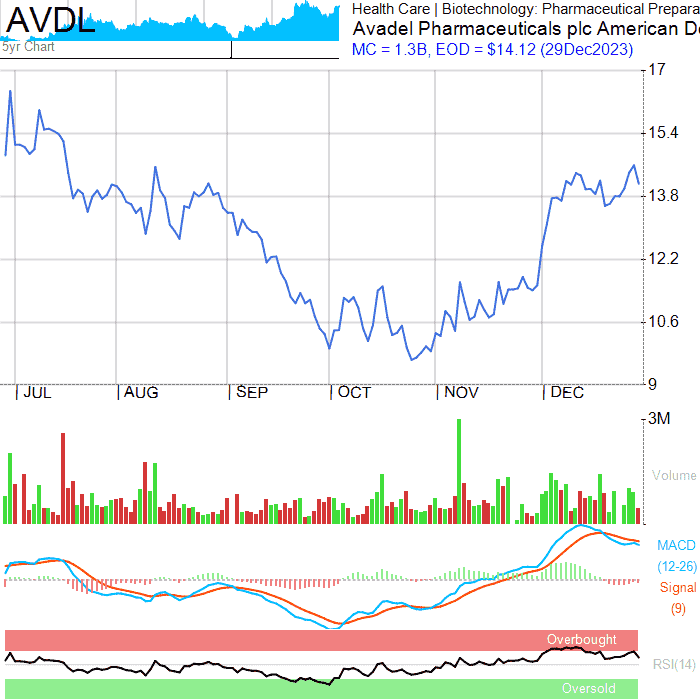 AVDL
5yr Chart
Health Care | Biotechnology: Pharmaceutical Prepara
Avadel Pharmaceuticals plc American De
MC = 1.3B, EOD = $14.12 (29Dec2023)
17
15.4
13.8
12.2
10.6
9
JUL AUG SEP OCT NOV DEC
3M
Volume
MACD
(12-26)
Signal
(9)
Overbought
RSI(14)
Oversold